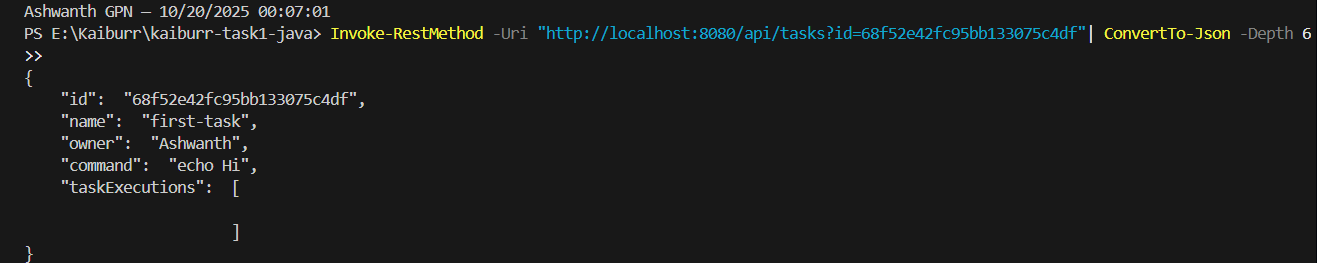 Ashwanth GPN — 10/20/2025 00:07:01
PS E:\Kaiburr\kaiburr-task1-java> Invoke-RestMethod -Uri "http://localhost:8080/api/tasks?id=68f52e42fc95bb133075c4df"| ConvertTo-Json -Depth 6
>>
{
    "id":  "68f52e42fc95bb133075c4df",
    "name":  "first-task",
    "owner":  "Ashwanth",
    "command":  "echo Hi",
    "taskExecutions":  [

                       ]
}